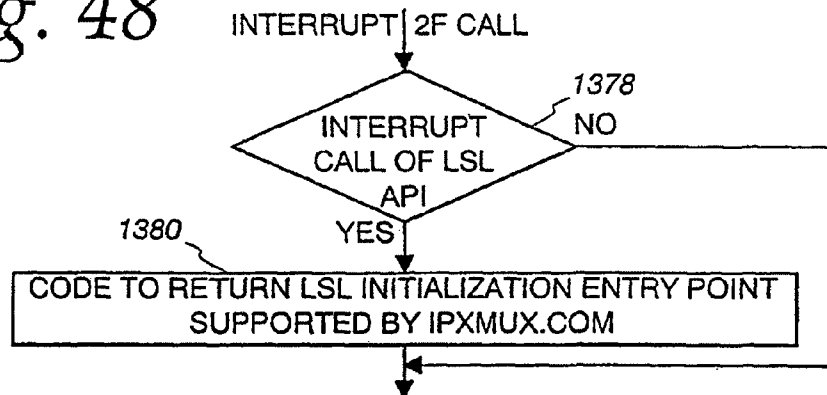 g. 48
INTERRUPT 2F CALL
1378
INTERRUPT
CALL OF LSL
API
NO
YES
1380
CODE TO RETURN LSL INITIALIZATION ENTRY POINT
SUPPORTED BY IPXMUX.COM